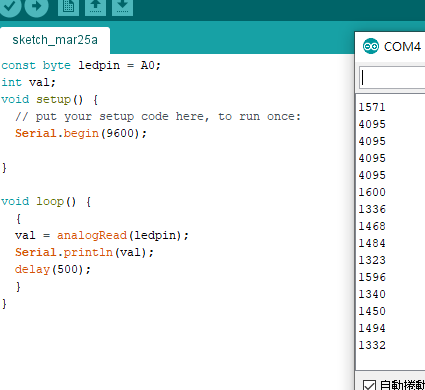 sketch_mar25a
const byte ledpin = A0;
int val;
void setup() {
// put your setup code here, to run once:
Serial.begin(9600);
}
void loop() {
{
val = analogRead(ledpin);
Serial.println(val);
delay(500);
}
}
COM4
1571
4095
4095
4095
4095
1600
1336
1468
1484
1323
1596
1340
1450
1494
1332
自動捲動